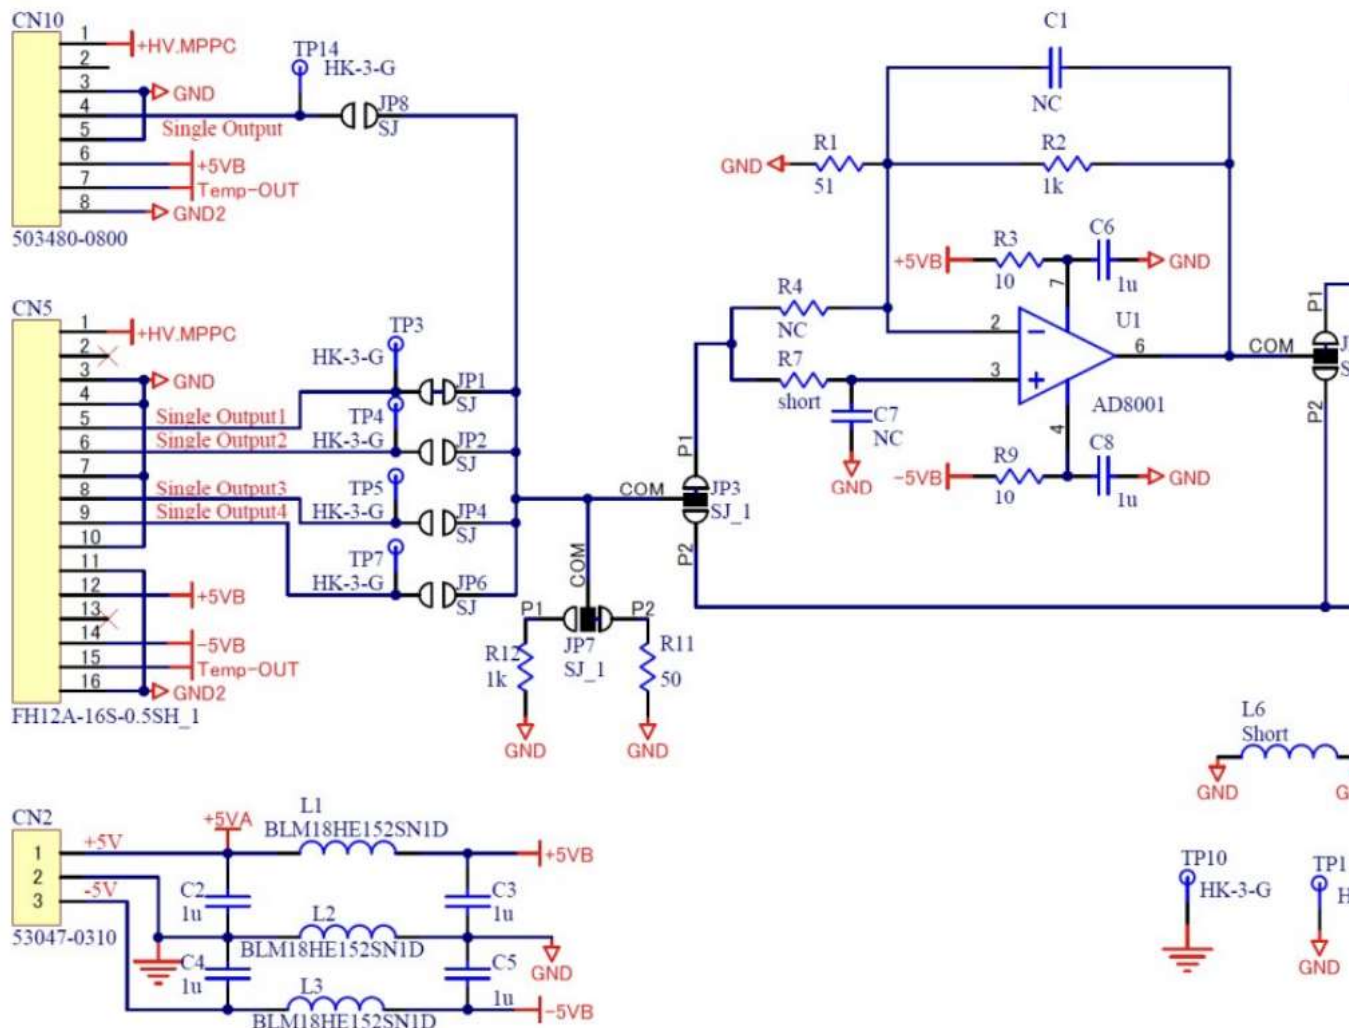 CN10
1
+HV.MPPC
2
3
GND
4
5
Single Output
6
+5VB
7
Temp-OUT
8
GND2
503480-0800
TP14
HK-3-G
JP8
SJ
CN5
1
+HV.MPPC
2
3
GND
4
5
Single Output1
6
Single Output2
7
8
Single Output3
9
Single Output4
10
11
12
+5VB
13
14
-5VB
15
Temp-OUT
16
GND2
FH12A-16S-0.5SH_1
TP3
HK-3-G
JP1
SJ
TP4
HK-3-G
JP2
SJ
TP5
HK-3-G
JP4
SJ
TP7
HK-3-G
JP6
SJ
COM
P1
P2
JP7
SJ_1
R12
1k
GND
R11
50
GND
COM
P1
JP3
SJ_1
P2
C1
NC
GND
R1
51
R2
1k
+5VB
R3
10
C6
1u
GND
7
R4
NC
R7
short
C7
NC
GND
2
3
U1
6
AD8001
4
-5VB
R9
10
C8
1u
GND
COM
P1
J
S
P2
CN2
1
+5V
2
3
-5V
53047-0310
+5VA
L1
BLM18HE152SN1D
+5VB
C2
1u
C3
1u
L2
BLM18HE152SN1D
GND
C4
1u
C5
1u
L3
BLM18HE152SN1D
-5VB
L6
Short
GND
G
TP10
HK-3-G
TP1
H
GND